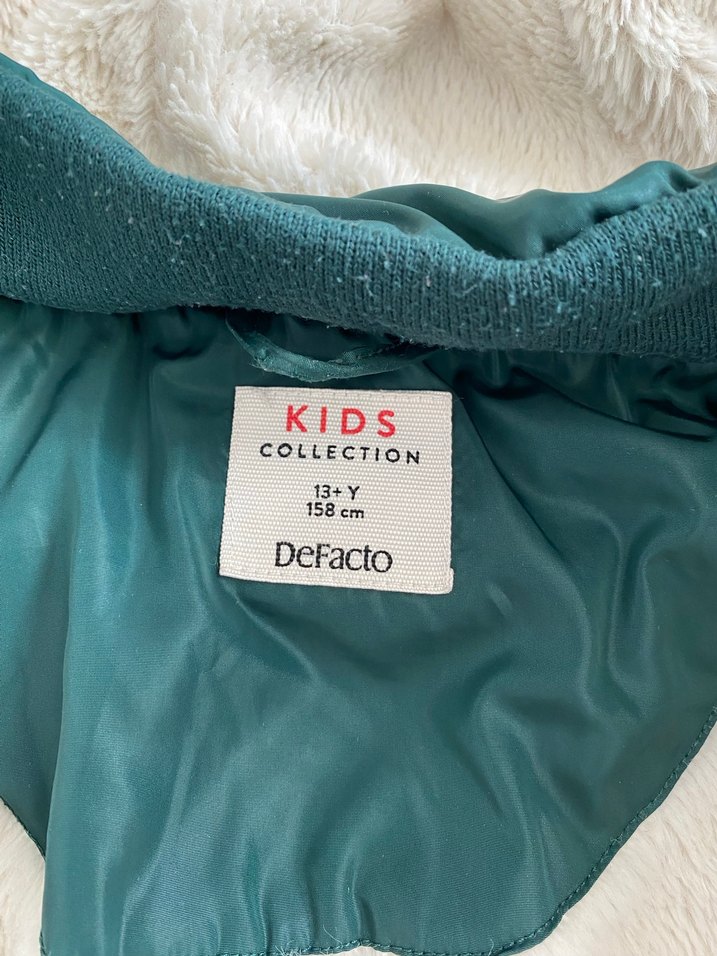 KIDS
COLLECTION
13+ Y
158 cm
DeFacto